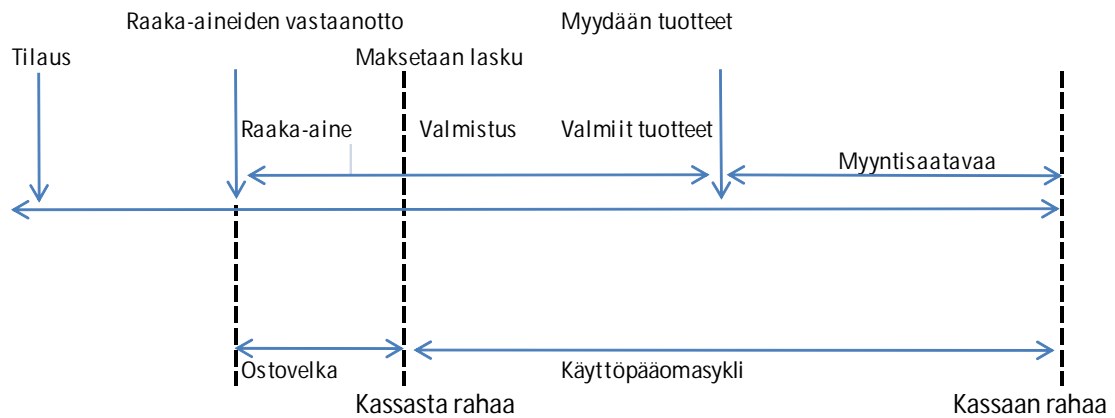 Raaka-aineiden vastaanotto
Myydään tuotteet
Tilaus
Maksetaan lasku
Raaka-aine
Valmistus
Valmiit tuotteet
Myyntisaatavaa
Ostovelka
Käyttöpääomasykli
Kassasta rahaa
Kassaan rahaa